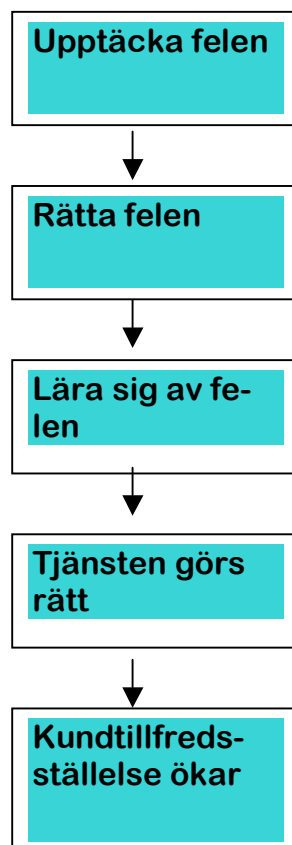 Upptäcka felen
Rätta felen
Lära sig av fe-
len
Tjänsten görs
rätt
Kundtillfreds-
ställelse ökar